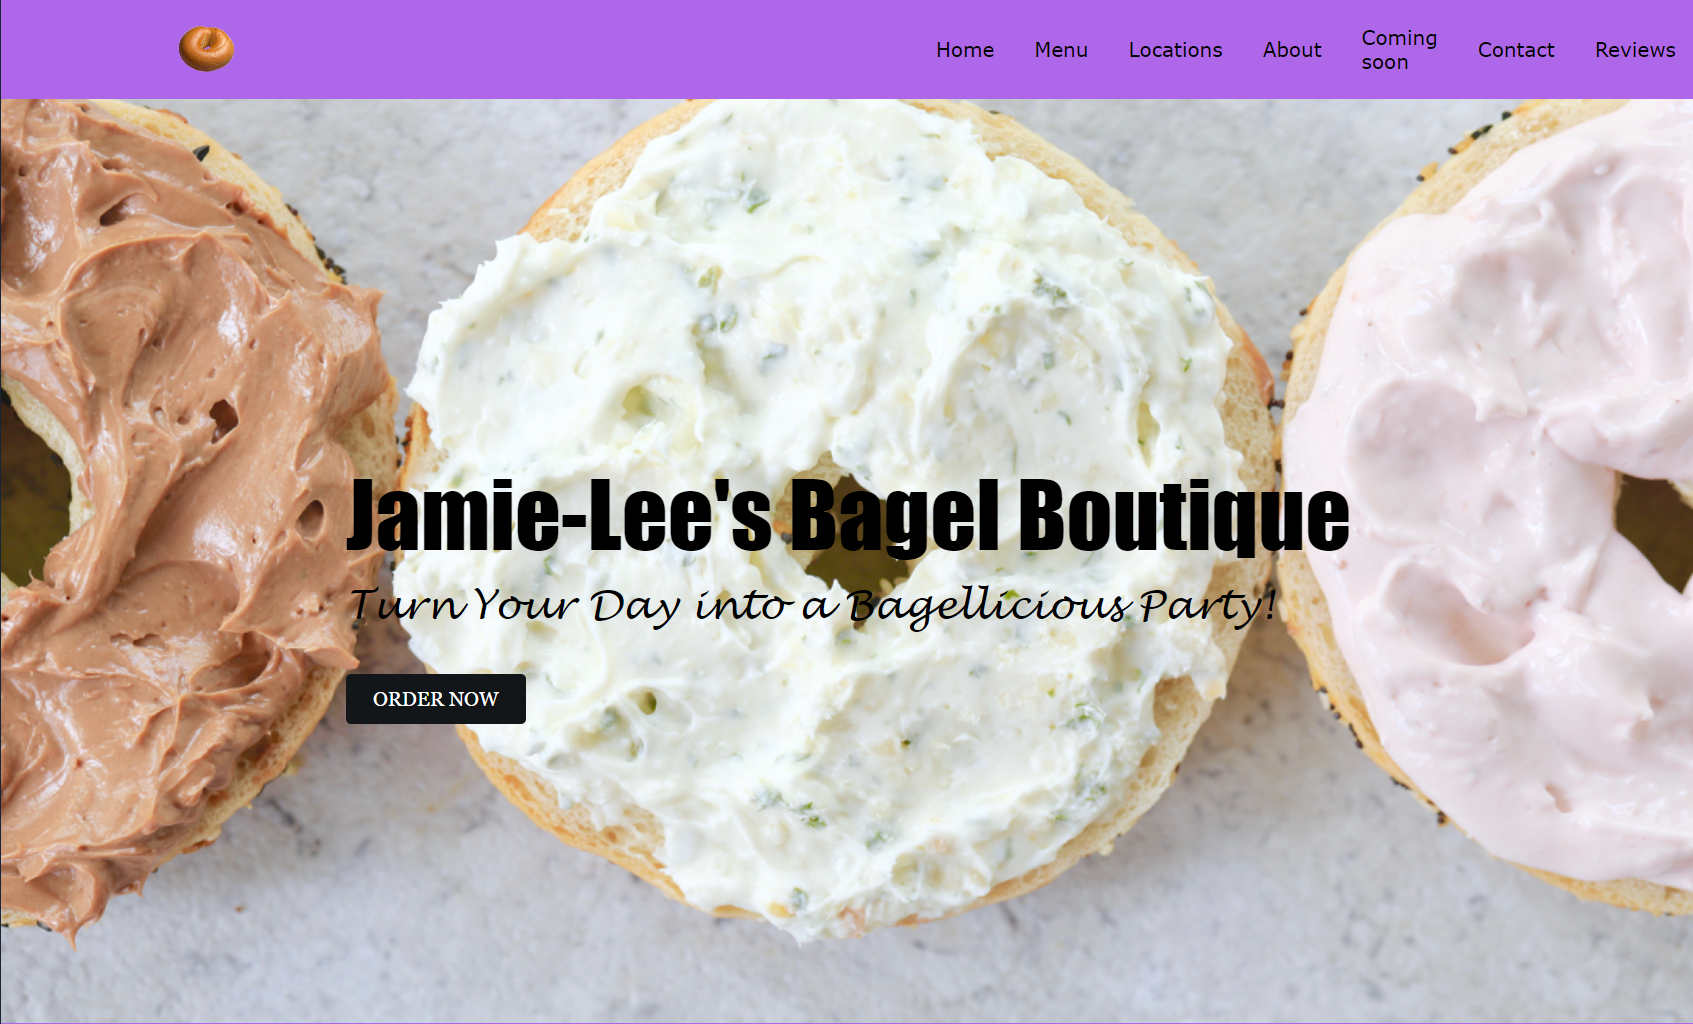 Home
Menu
Locations
About
Coming
soon
Contact
Reviews
Jamie-Lee's Bagel Boutique
Turn Your Day into a Bagellicious Party!
ORDER NOW